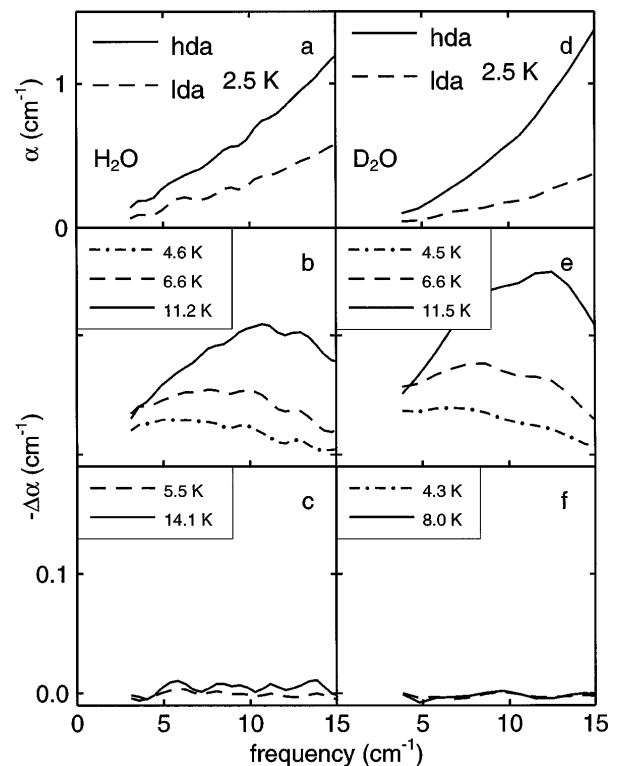 hda
lda 2.5 K
a
H₂O
hda
lda 2.5 K
d
D₂O
1
0
α (cm⁻¹)
4.6 K
6.6 K
11.2 K
b
4.5 K
6.6 K
11.5 K
e
5.5 K
14.1 K
c
4.3 K
8.0 K
f
-Δα (cm⁻¹)
0.1
0.0
0 5 10 15 5 10 15
frequency (cm⁻¹)